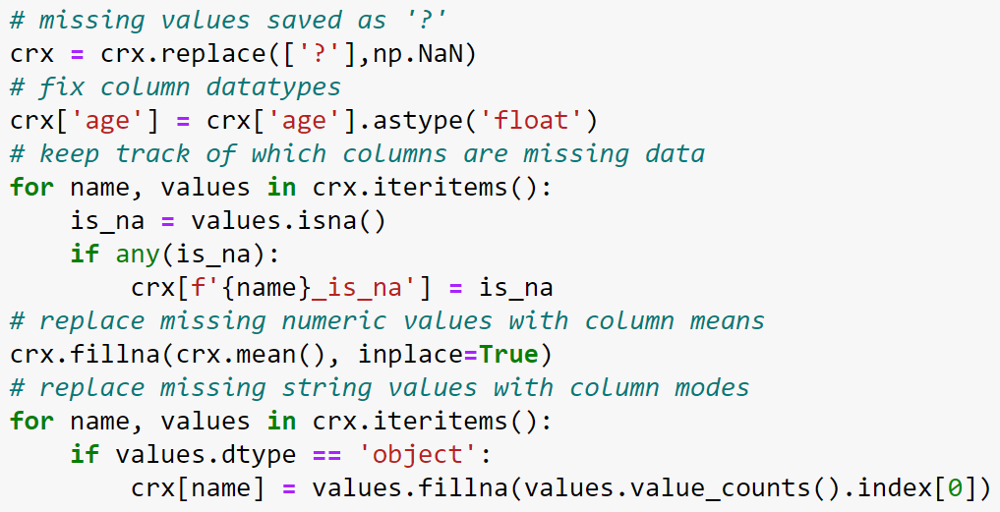 # missing values saved as '?'
crx = crx.replace(['?'],np.NaN)
# fix column datatypes
crx['age'] = crx['age'].astype('float')
# keep track of which columns are missing data
for name, values in crx.iteritems():
    is_na = values.isna()
    if any(is_na):
        crx[f'{name}_is_na'] = is_na
# replace missing numeric values with column means
crx.fillna(crx.mean(), inplace=True)
# replace missing string values with column modes
for name, values in crx.iteritems():
    if values.dtype == 'object':
        crx[name] = values.fillna(values.value_counts().index[0])